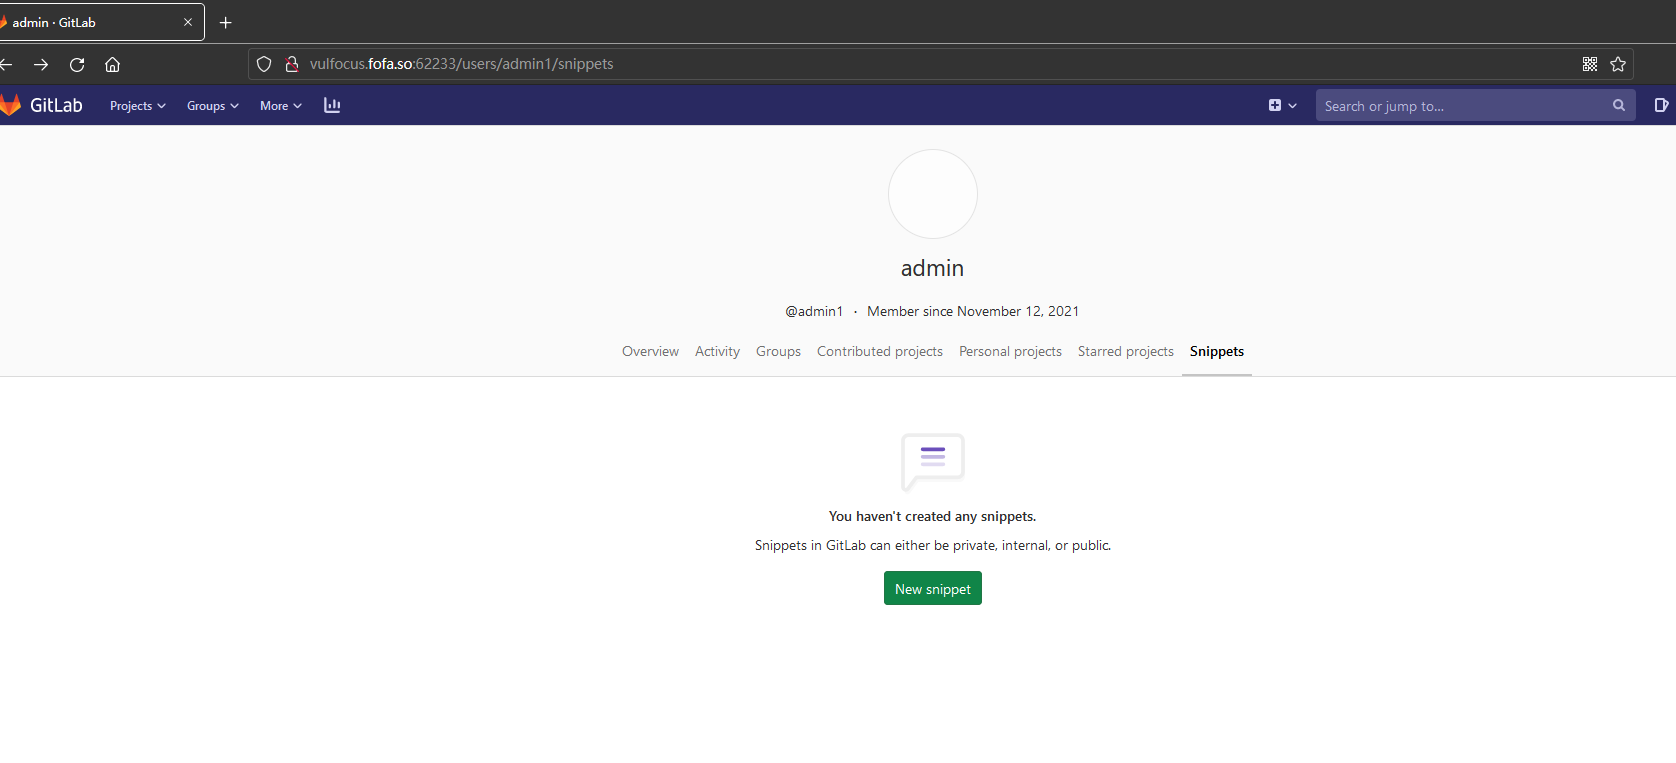 admin · GitLab
vulfocus.fofa.so:62233/users/admin1/snippets
GitLab Projects Groups More Search or jump to...
admin
@admin1 · Member since November 12, 2021
Overview Activity Groups Contributed projects Personal projects Starred projects Snippets
You haven't created any snippets.
Snippets in GitLab can either be private, internal, or public.
New snippet